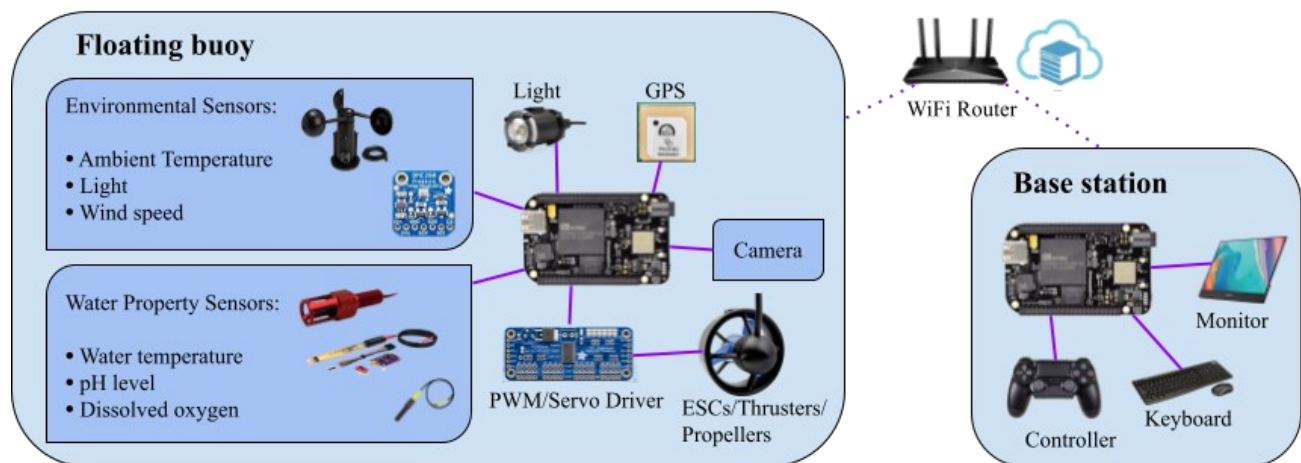 Floating buoy
Environmental Sensors:
• Ambient Temperature
• Light
• Wind speed
Water Property Sensors:
• Water temperature
• pH level
• Dissolved oxygen
Light
GPS
Camera
PWM/Servo Driver
ESCs/Thrusters/
Propellers
WiFi Router
Base station
Monitor
Controller
Keyboard